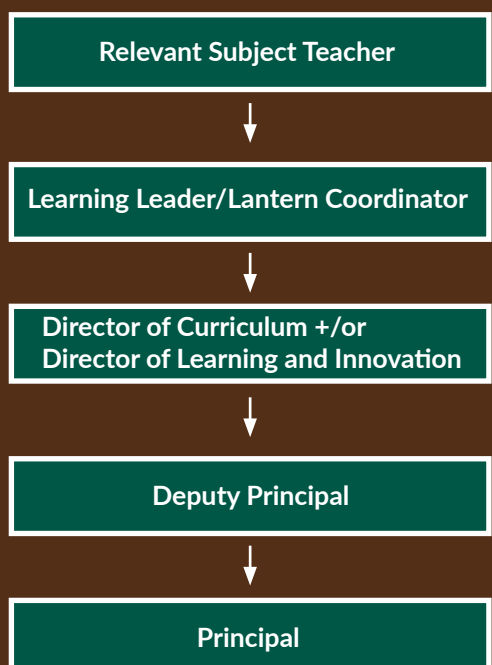 Relevant Subject Teacher
Learning Leader/Lantern Coordinator
Director of Curriculum +/or
Director of Learning and Innovation
Deputy Principal
Principal